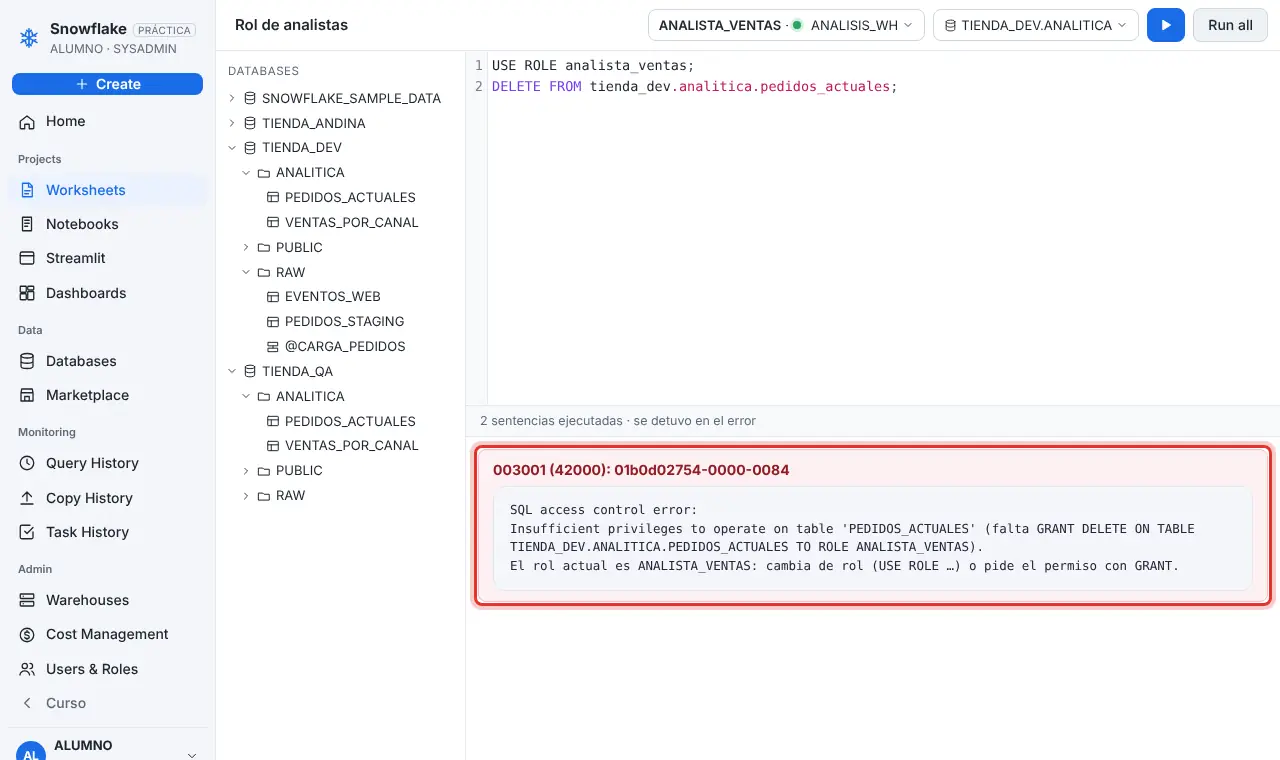 Snowflake PRÁCTICA
ALUMNO · SYSADMIN
+ Create
Home
Projects
Worksheets
Notebooks
Streamlit
Dashboards
Data
Databases
Marketplace
Monitoring
Query History
Copy History
Task History
Admin
Warehouses
Cost Management
Users & Roles
Curso
AL ALUMNO
Rol de analistas
ANALISTA_VENTAS · ANALISIS_WH
TIENDA_DEV.ANALITICA
Run all
DATABASES
SNOWFLAKE_SAMPLE_DATA
TIENDA_ANDINA
TIENDA_DEV
ANALITICA
PEDIDOS_ACTUALES
VENTAS_POR_CANAL
PUBLIC
RAW
EVENTOS_WEB
PEDIDOS_STAGING
@CARGA_PEDIDOS
TIENDA_QA
ANALITICA
PEDIDOS_ACTUALES
VENTAS_POR_CANAL
PUBLIC
RAW
1 USE ROLE analista_ventas;
2 DELETE FROM tienda_dev.analitica.pedidos_actuales;
2 sentencias ejecutadas · se detuvo en el error
003001 (42000): 01b0d02754-0000-0084
SQL access control error:
Insufficient privileges to operate on table 'PEDIDOS_ACTUALES' (falta GRANT DELETE ON TABLE
TIENDA_DEV.ANALITICA.PEDIDOS_ACTUALES TO ROLE ANALISTA_VENTAS).
El rol actual es ANALISTA_VENTAS: cambia de rol (USE ROLE …) o pide el permiso con GRANT.